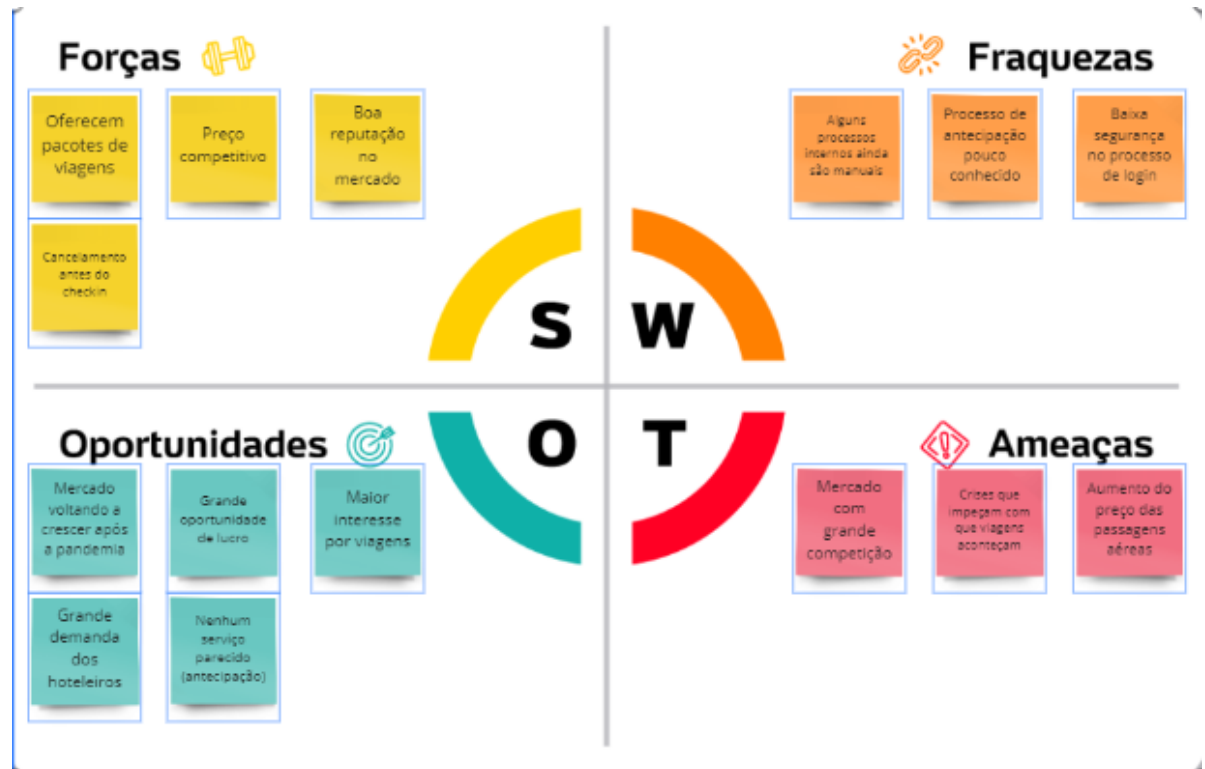 Forças
Oferecem
pacotes de
viagens
Preço
competitivo
Boa
reputação
no
mercado
Cancelamento
antes do
checkin
Fraquezas
Alguns
processos
internos ainda
são manuais
Processo de
antecipação
pouco
conhecido
Baixa
segurança
no processo
de login
S W
O T
Oportunidades
Mercado
voltando a
crescer após
a pandemia
Grande
oportunidade
de lucro
Maior
interesse
por viagens
Grande
demanda
dos
hoteleiros
Nenhum
serviço
parecido
(antecipação)
Ameaças
Mercado
com
grande
competição
Crises que
impeçam com
que viagens
aconteçam
Aumento do
preço das
passagens
aéreas